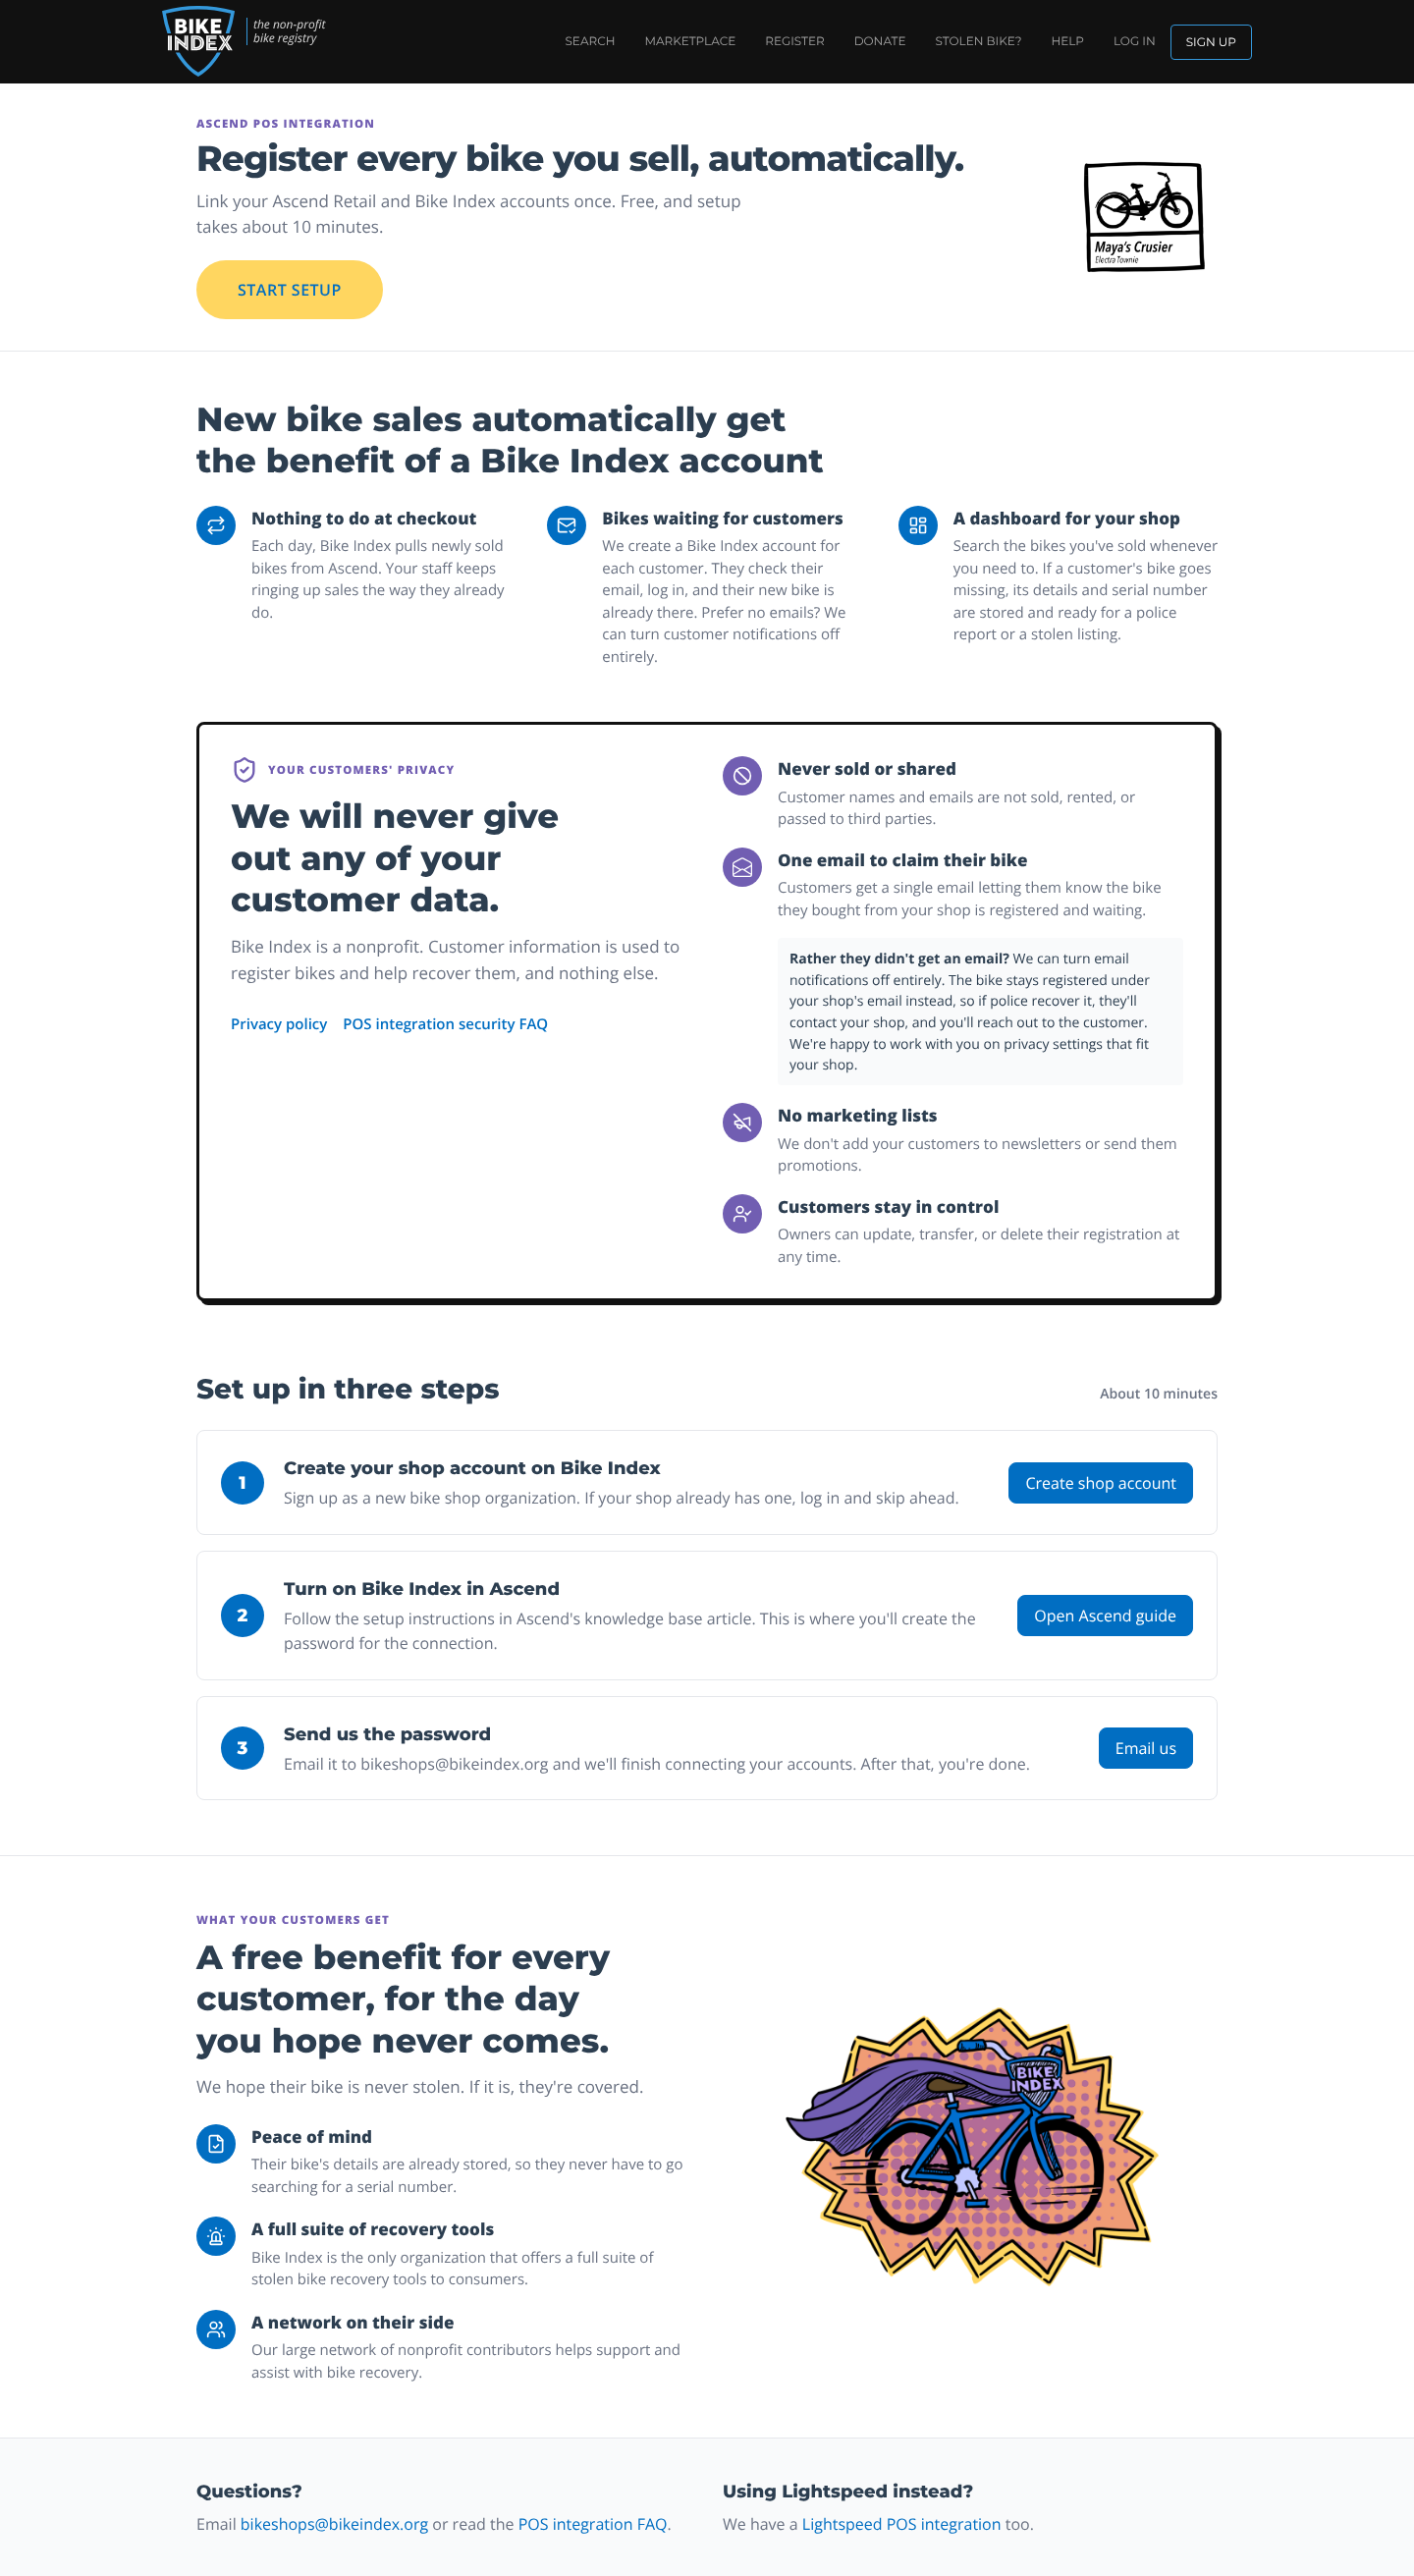 BIKE INDEX
the non-profit
bike registry
SEARCH MARKETPLACE REGISTER DONATE STOLEN BIKE? HELP LOG IN SIGN UP
ASCEND POS INTEGRATION
Register every bike you sell, automatically.
Link your Ascend Retail and Bike Index accounts once. Free, and setup
takes about 10 minutes.
START SETUP
Maya's Crusier
Electra Townie
New bike sales automatically get
the benefit of a Bike Index account
Nothing to do at checkout
Each day, Bike Index pulls newly sold
bikes from Ascend. Your staff keeps
ringing up sales the way they already
do.
Bikes waiting for customers
We create a Bike Index account for
each customer. They check their
email, log in, and their new bike is
already there. Prefer no emails? We
can turn customer notifications off
entirely.
A dashboard for your shop
Search the bikes you've sold whenever
you need to. If a customer's bike goes
missing, its details and serial number
are stored and ready for a police
report or a stolen listing.
YOUR CUSTOMERS' PRIVACY
We will never give
out any of your
customer data.
Bike Index is a nonprofit. Customer information is used to
register bikes and help recover them, and nothing else.
Privacy policy POS integration security FAQ
Never sold or shared
Customer names and emails are not sold, rented, or
passed to third parties.
One email to claim their bike
Customers get a single email letting them know the bike
they bought from your shop is registered and waiting.
Rather they didn't get an email? We can turn email
notifications off entirely. The bike stays registered under
your shop's email instead, so if police recover it, they'll
contact your shop, and you'll reach out to the customer.
We're happy to work with you on privacy settings that fit
your shop.
No marketing lists
We don't add your customers to newsletters or send them
promotions.
Customers stay in control
Owners can update, transfer, or delete their registration at
any time.
Set up in three steps
About 10 minutes
1
Create your shop account on Bike Index
Sign up as a new bike shop organization. If your shop already has one, log in and skip ahead.
Create shop account
2
Turn on Bike Index in Ascend
Follow the setup instructions in Ascend's knowledge base article. This is where you'll create the
password for the connection.
Open Ascend guide
3
Send us the password
Email it to bikeshops@bikeindex.org and we'll finish connecting your accounts. After that, you're done.
Email us
WHAT YOUR CUSTOMERS GET
A free benefit for every
customer, for the day
you hope never comes.
We hope their bike is never stolen. If it is, they're covered.
Peace of mind
Their bike's details are already stored, so they never have to go
searching for a serial number.
A full suite of recovery tools
Bike Index is the only organization that offers a full suite of
stolen bike recovery tools to consumers.
A network on their side
Our large network of nonprofit contributors helps support and
assist with bike recovery.
BIKE
INDEX
Questions?
Email bikeshops@bikeindex.org or read the POS integration FAQ.
Using Lightspeed instead?
We have a Lightspeed POS integration too.